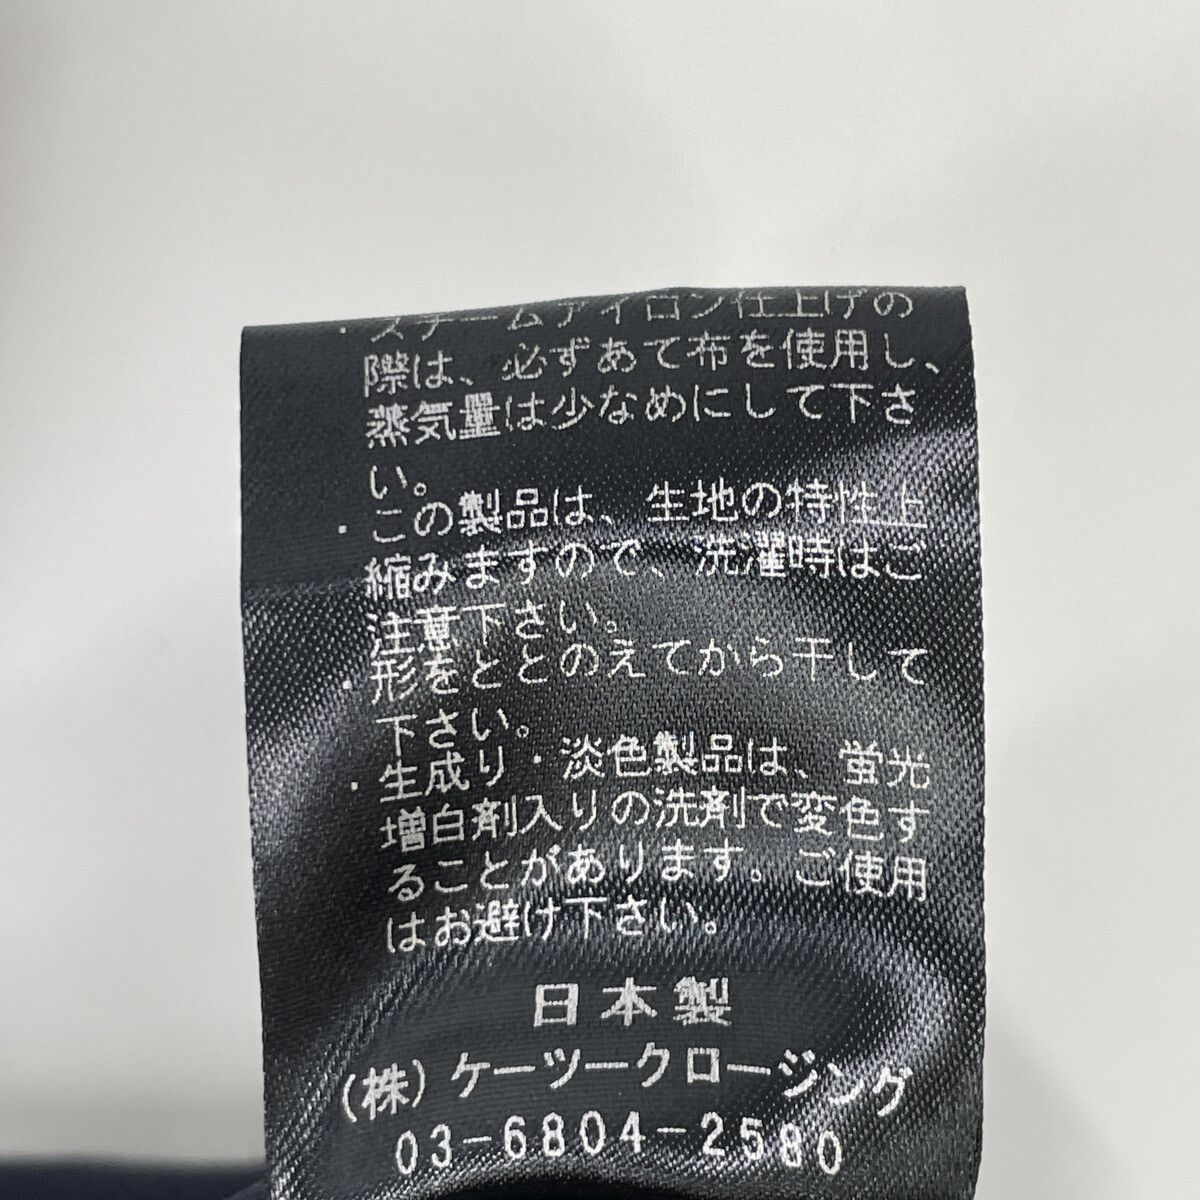 ・スチームアイロン仕上げの
際は、必ずあて布を使用し、
蒸気量は少なめにして下さ
い。
・この製品は、生地の特性上
縮みますので、洗濯時はご
注意下さい。
・形をととのえてから干して
下さい。
・生成り・淡色製品は、蛍光
増白剤入りの洗剤で変色す
ることがあります。ご使用
はお避け下さい。
日本製
(株)ケーツークロージング
03-6804-2580